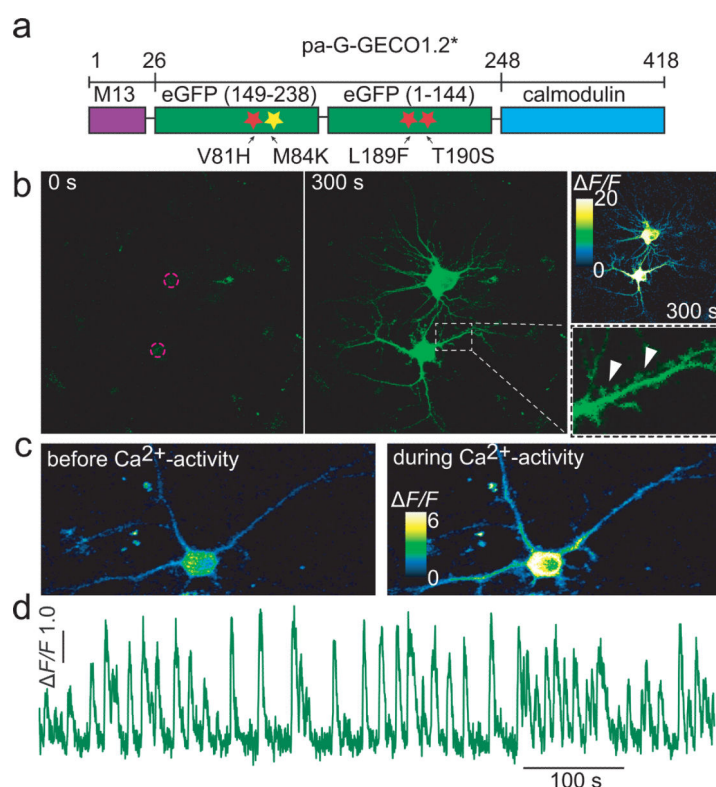 a
pa-G-GECO1.2*
1 26 248 418
M13 eGFP (149-238) eGFP (1-144) calmodulin
V81H M84K L189F T190S
b
0 s
300 s
ΔF/F
20
0
300 s
c
before Ca2+-activity
during Ca2+-activity
ΔF/F
6
0
d
ΔF/F 1.0
100 s